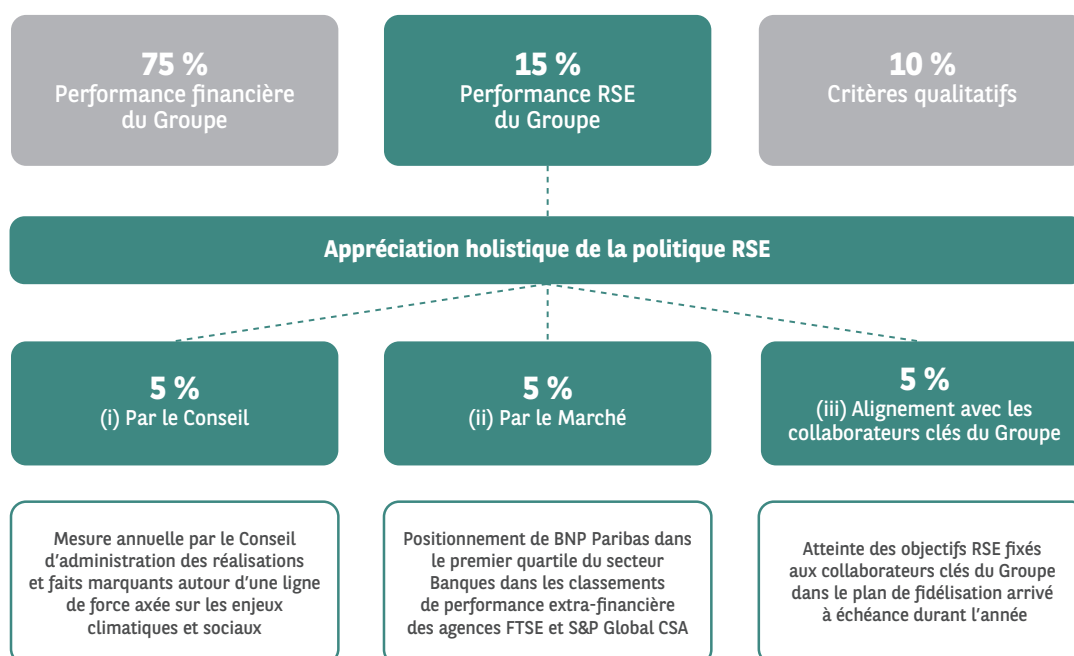 75 %
Performance financière
du Groupe
15 %
Performance RSE
du Groupe
10 %
Critères qualitatifs
Appréciation holistique de la politique RSE
5 %
(i) Par le Conseil
5 %
(ii) Par le Marché
5 %
(iii) Alignement avec les
collaborateurs clés du Groupe
Mesure annuelle par le Conseil
d’administration des réalisations
et faits marquants autour d’une ligne
de force axée sur les enjeux
climatiques et sociaux
Positionnement de BNP Paribas dans
le premier quartile du secteur
Banques dans les classements
de performance extra-financière
des agences FTSE et S&P Global CSA
Atteinte des objectifs RSE fixés
aux collaborateurs clés du Groupe
dans le plan de fidélisation arrivé
à échéance durant l’année